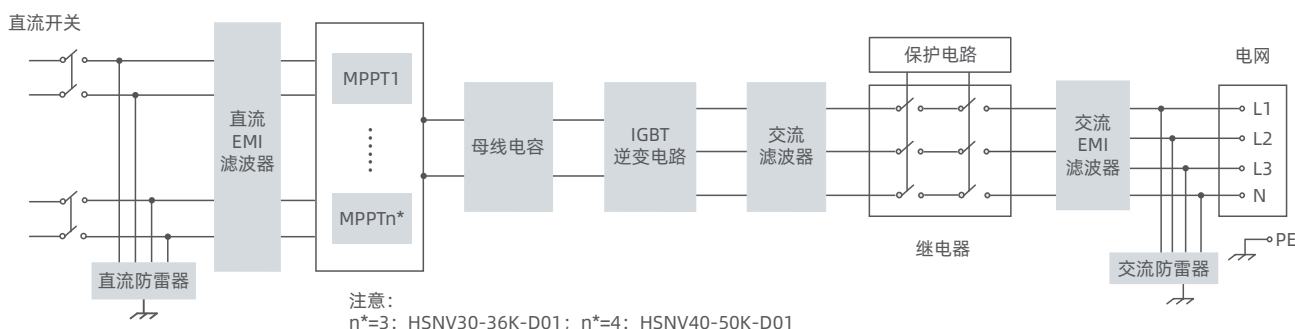 直流开关
保护电路
电网
MPPT1
直流
EMI
滤波器
母线电容
IGBT
逆变电路
交流
滤波器
交流
EMI
滤波器
L1
L2
L3
N
MPPTn*
继电器
PE
直流防雷器
交流防雷器
注意：
n*=3；HSNV30-36K-D01；n*=4；HSNV40-50K-D01